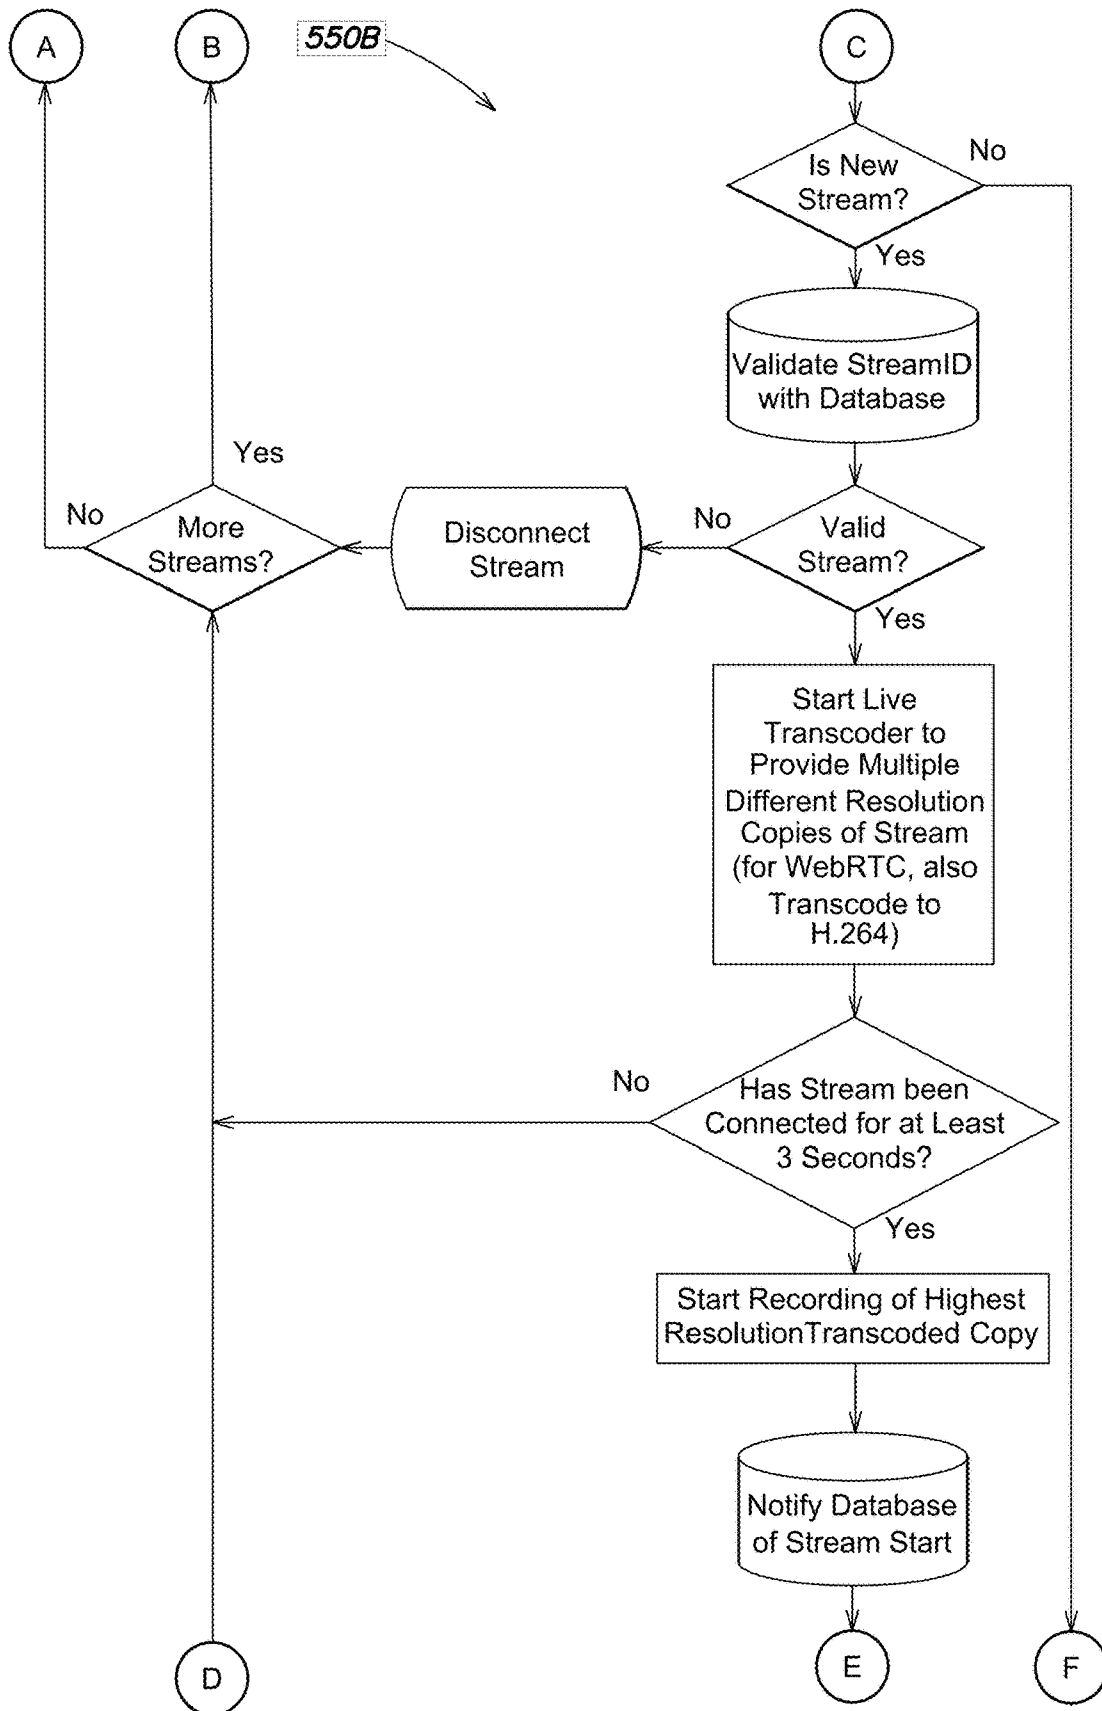 A
B
550B
C
Is New
Stream?
No
Yes
Validate StreamID
with Database
Yes
No
More
Streams?
Disconnect
Stream
No
Valid
Stream?
Yes
Start Live
Transcoder to
Provide Multiple
Different Resolution
Copies of Stream
(for WebRTC, also
Transcode to
H.264)
No
Has Stream been
Connected for at Least
3 Seconds?
Yes
Start Recording of Highest
ResolutionTranscoded Copy
Notify Database
of Stream Start
D
E
F